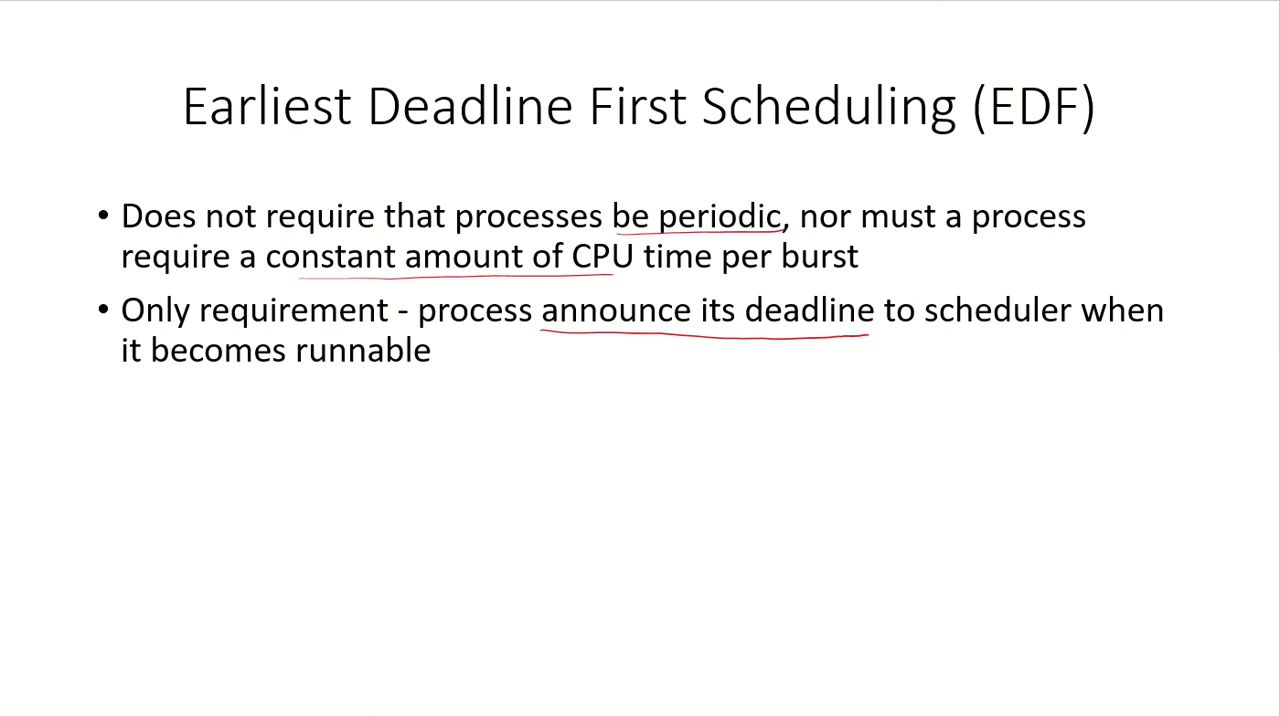 Earliest Deadline First Scheduling (EDF)
• Does not require that processes be periodic, nor must a process
require a constant amount of CPU time per burst
• Only requirement - process announce its deadline to scheduler when
it becomes runnable